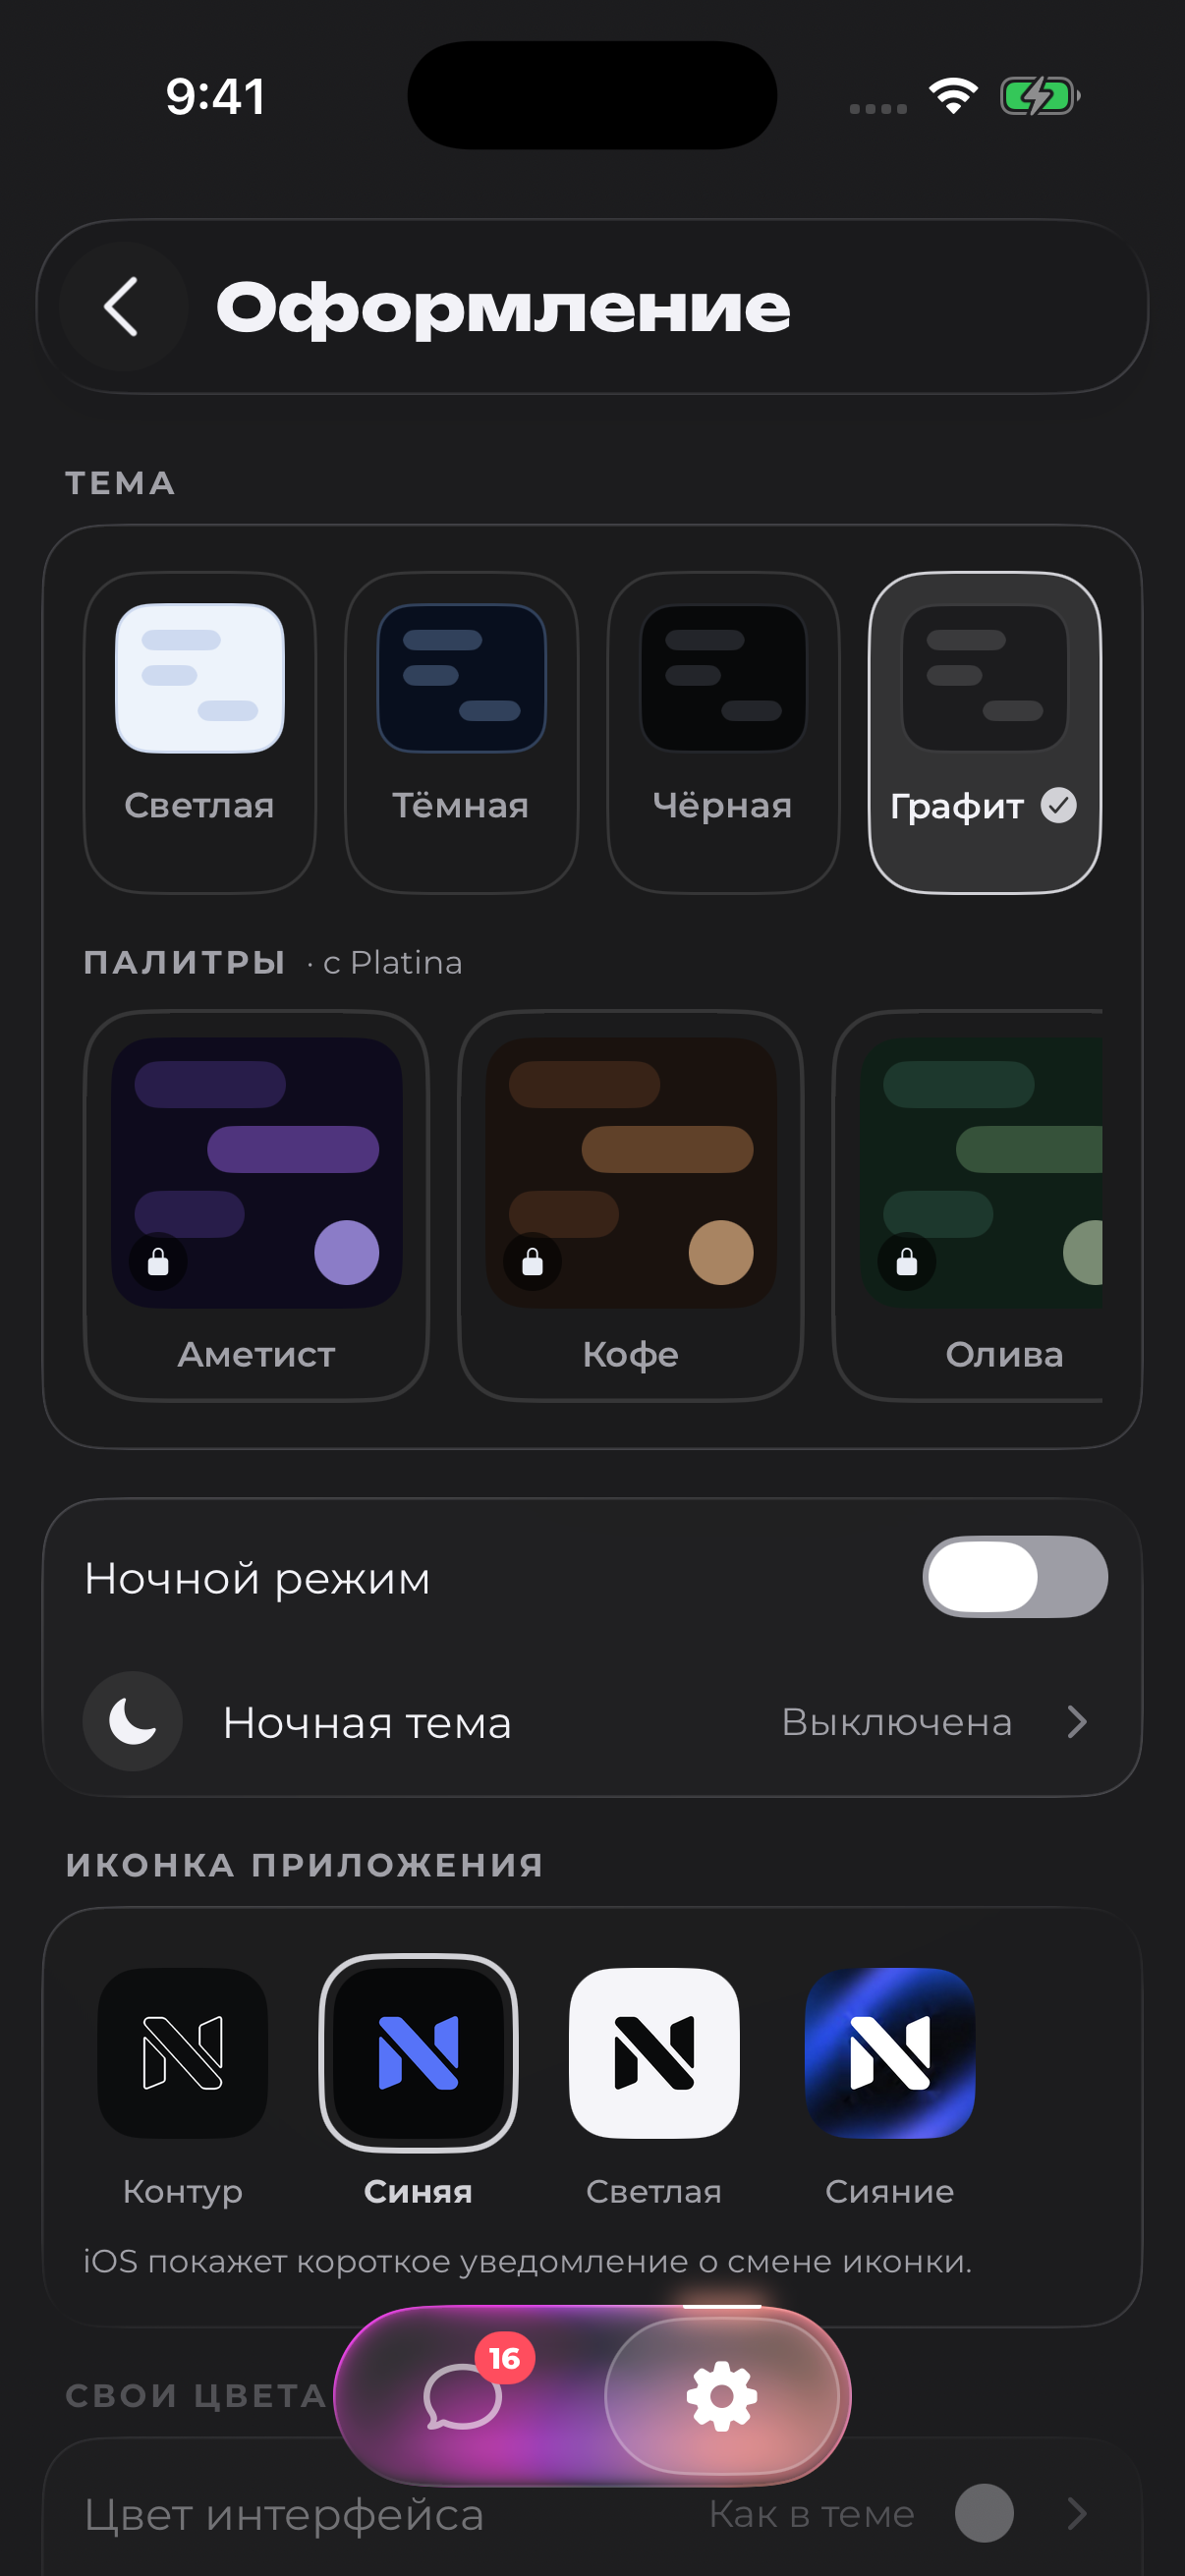 9:41
Оформление
ТЕМА
Светлая
Тёмная
Чёрная
Графит
ПАЛИТРЫ · с Platina
Аметист
Кофе
Олива
Ночной режим
Ночная тема
Выключена
ИКОНКА ПРИЛОЖЕНИЯ
Контур
Синяя
Светлая
Сияние
iOS покажет короткое уведомление о смене иконки.
16
СВОИ ЦВЕТА
Цвет интерфейса
Как в теме